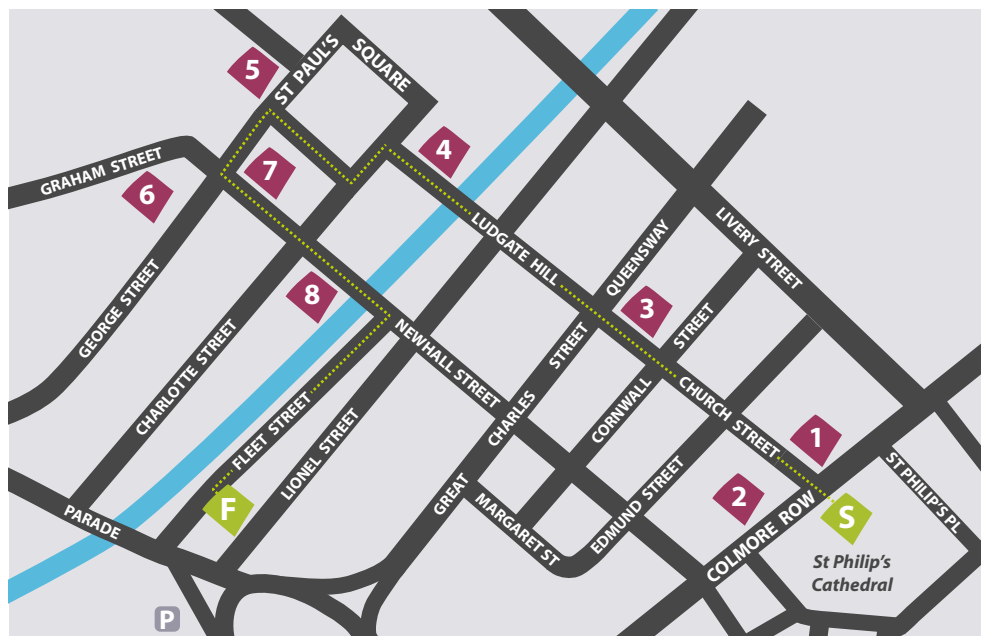 ST PAUL'S
SQUARE
5
4
GRAHAM STREET
7
6
LUDGATE HILL
QUEENSWAY
LIVERY STREET
GEORGE STREET
8
3
STREET
CHARLOTTE STREET
NEWHALL STREET
STREET
CHURCH STREET
CORNWALL
CHARLES
FLEET STREET
LIONEL STREET
1
ST PHILIP'S PL
EDMUND STREET
2
GREAT
MARGARET ST
COLMORE ROW
F
S
PARADE
St Philip's
Cathedral
P